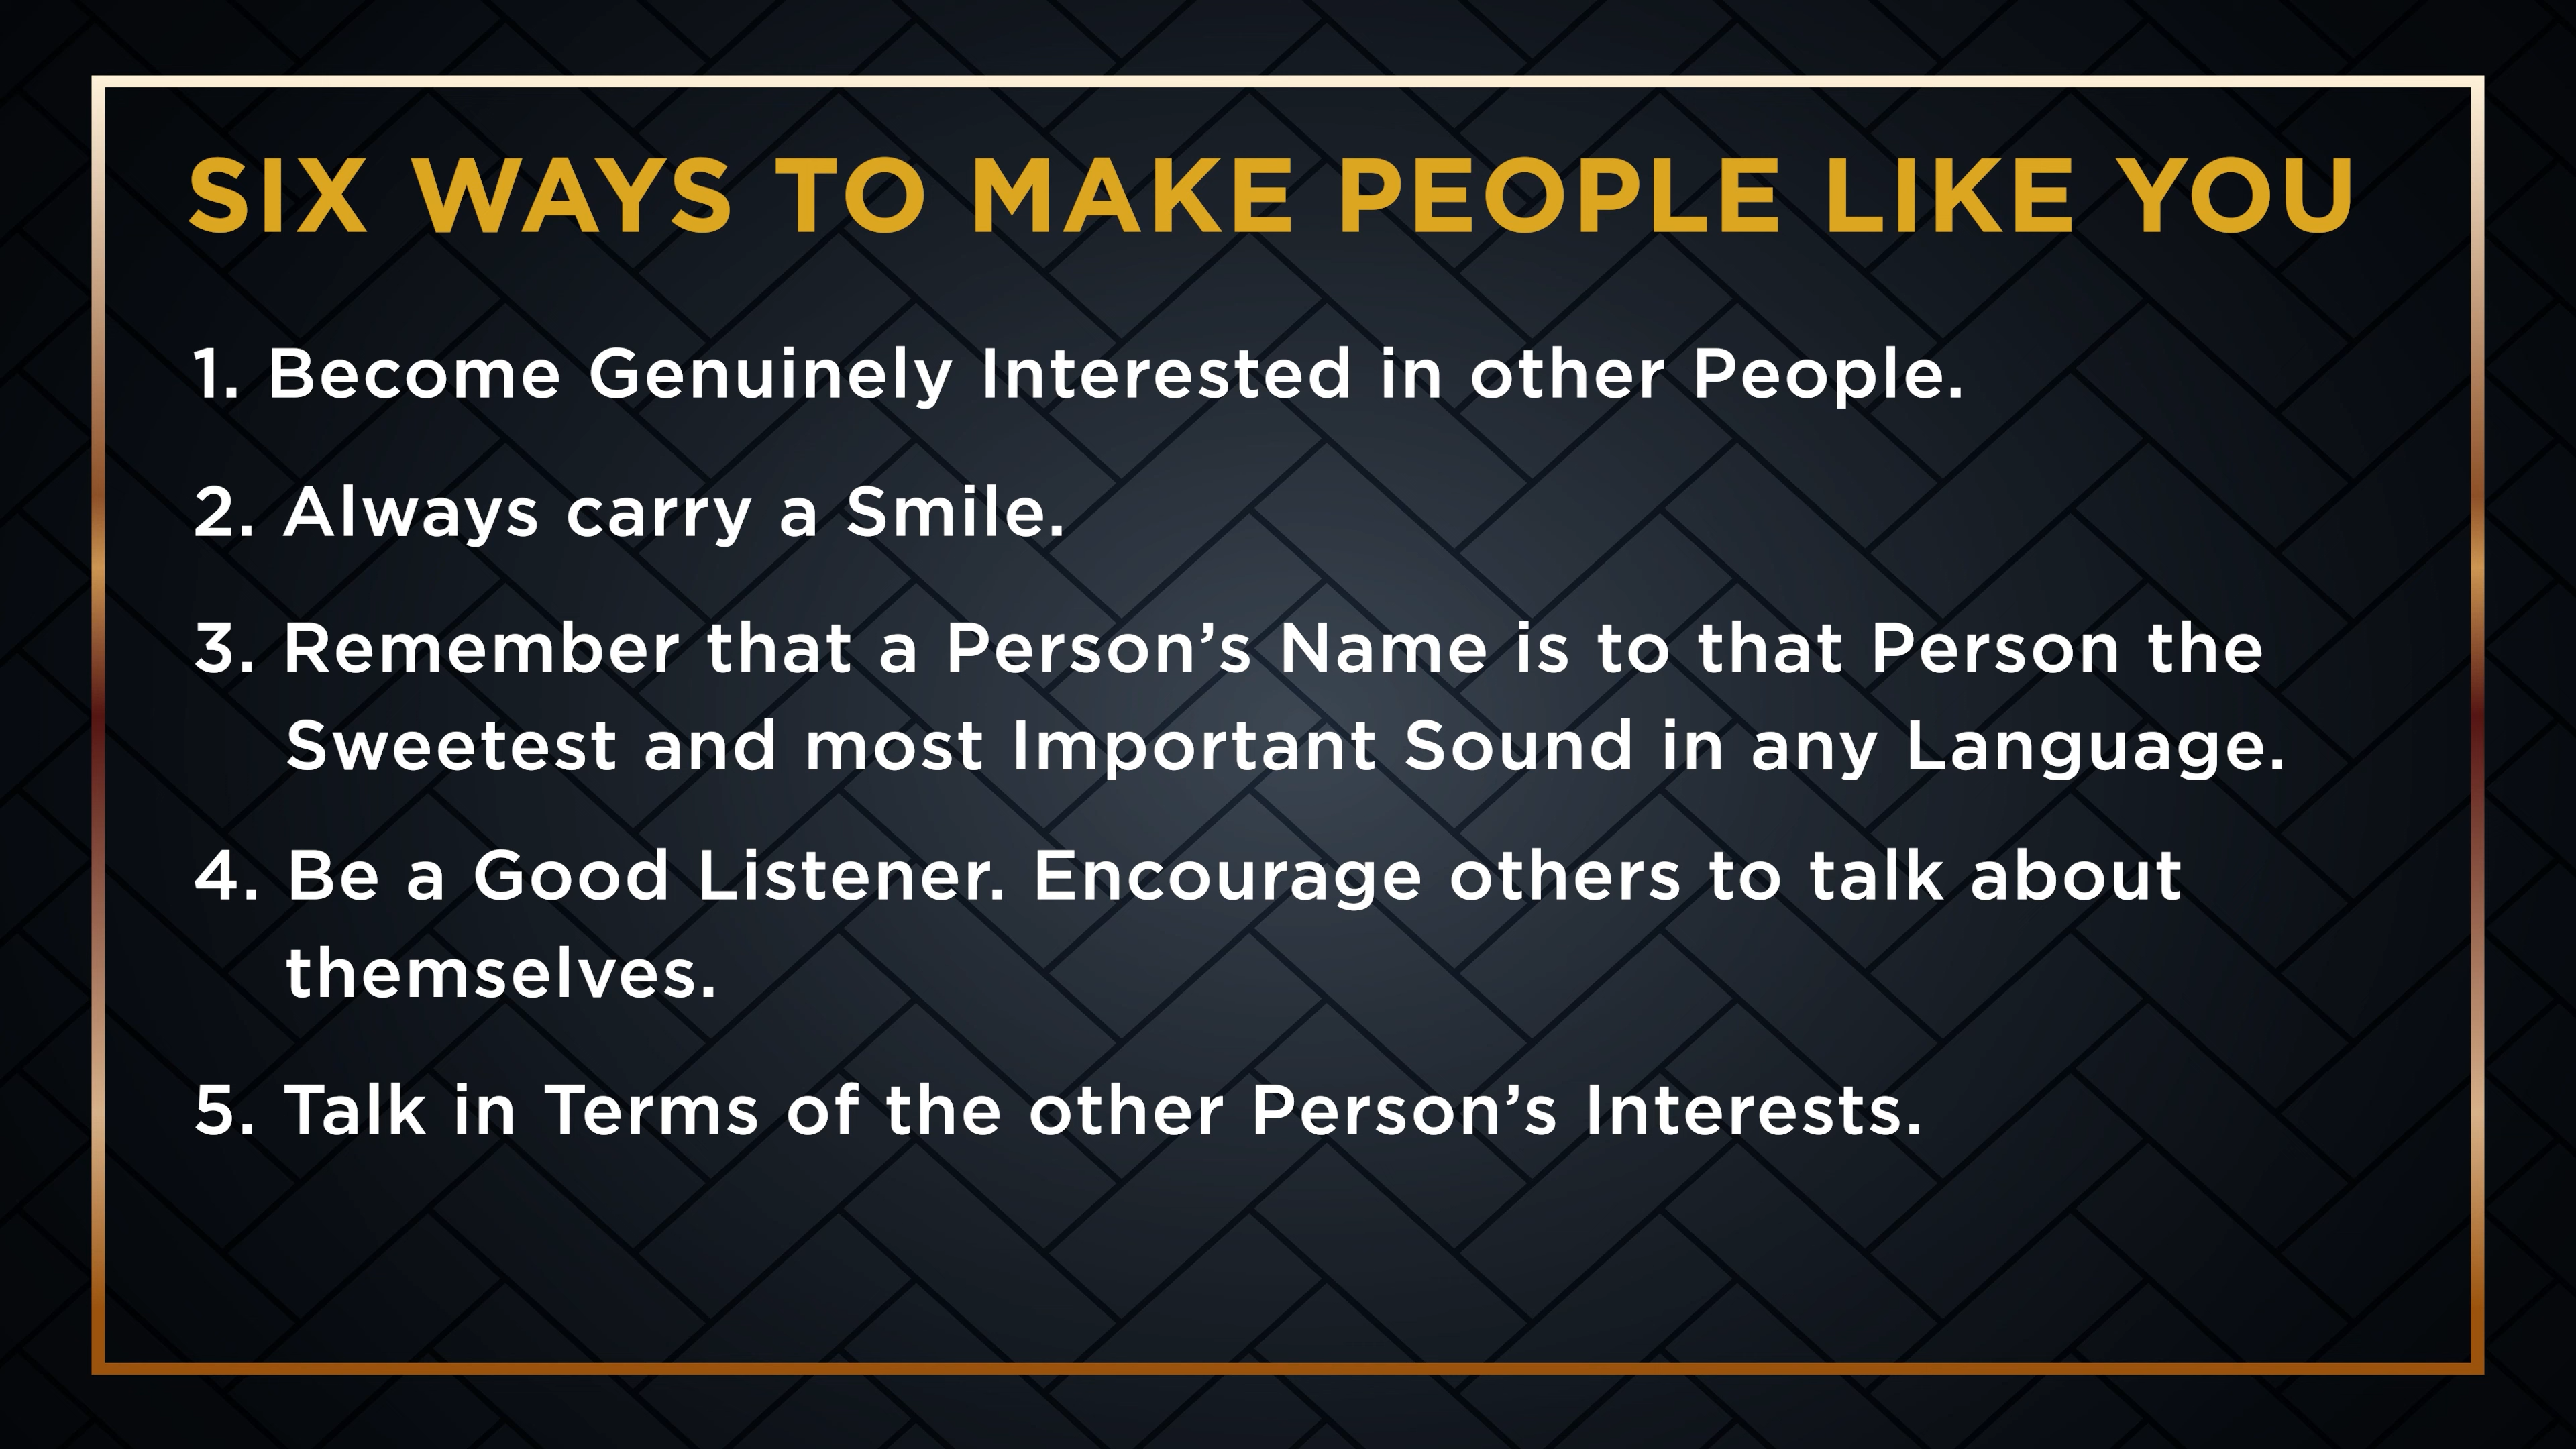 SIX WAYS TO MAKE PEOPLE LIKE YOU
1. Become Genuinely Interested in other People.
2. Always carry a Smile.
3. Remember that a Person’s Name is to that Person the
Sweetest and most Important Sound in any Language.
4. Be a Good Listener. Encourage others to talk about
themselves.
5. Talk in Terms of the other Person’s Interests.